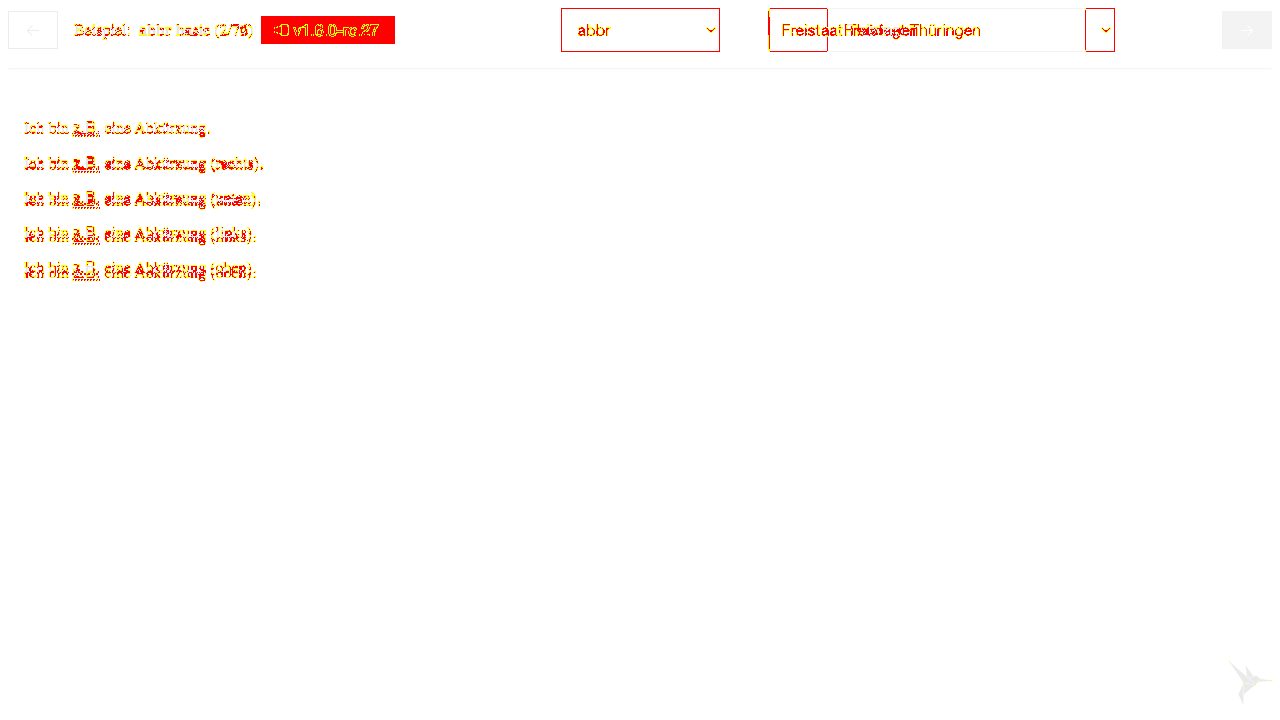 Beispiel: abbr basic (2/76) v1.6.0-rc.27 abbr Freistaat Thüringen
Ich bin z.B. eine Abkürzung.
Ich bin z.B. eine Abkürzung (rechts).
Ich bin z.B. eine Abkürzung (unten).
Ich bin z.B. eine Abkürzung (links).
Ich bin z.B. eine Abkürzung (oben).